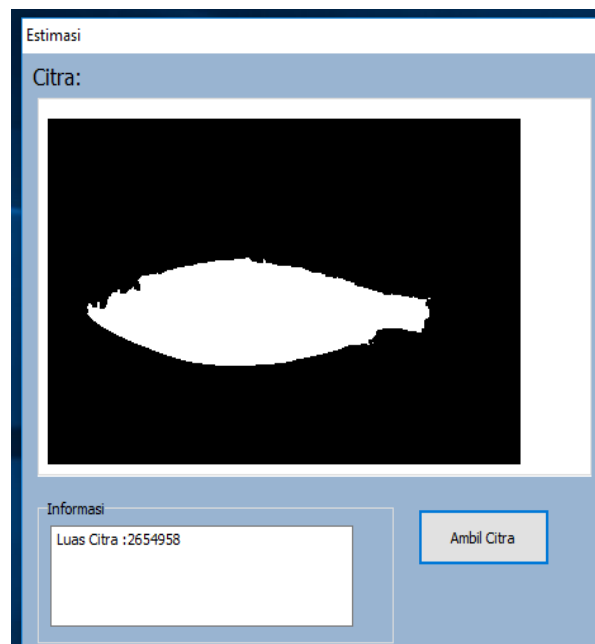 Estimasi
Citra:
Informasi
Luas Citra :2654958
Ambil Citra